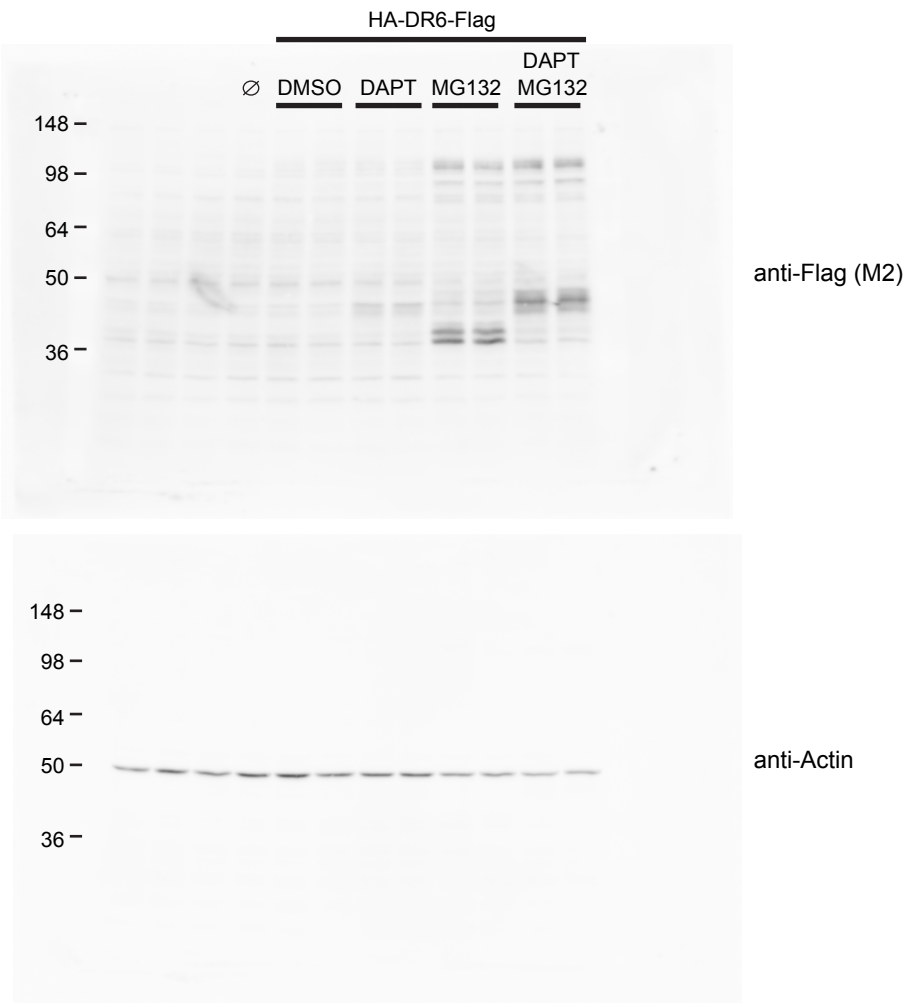 HA-DR6-Flag
DAPT
∅ DMSO DAPT MG132 MG132
148
98
64
50
36
anti-Flag (M2)
148
98
64
50
36
anti-Actin